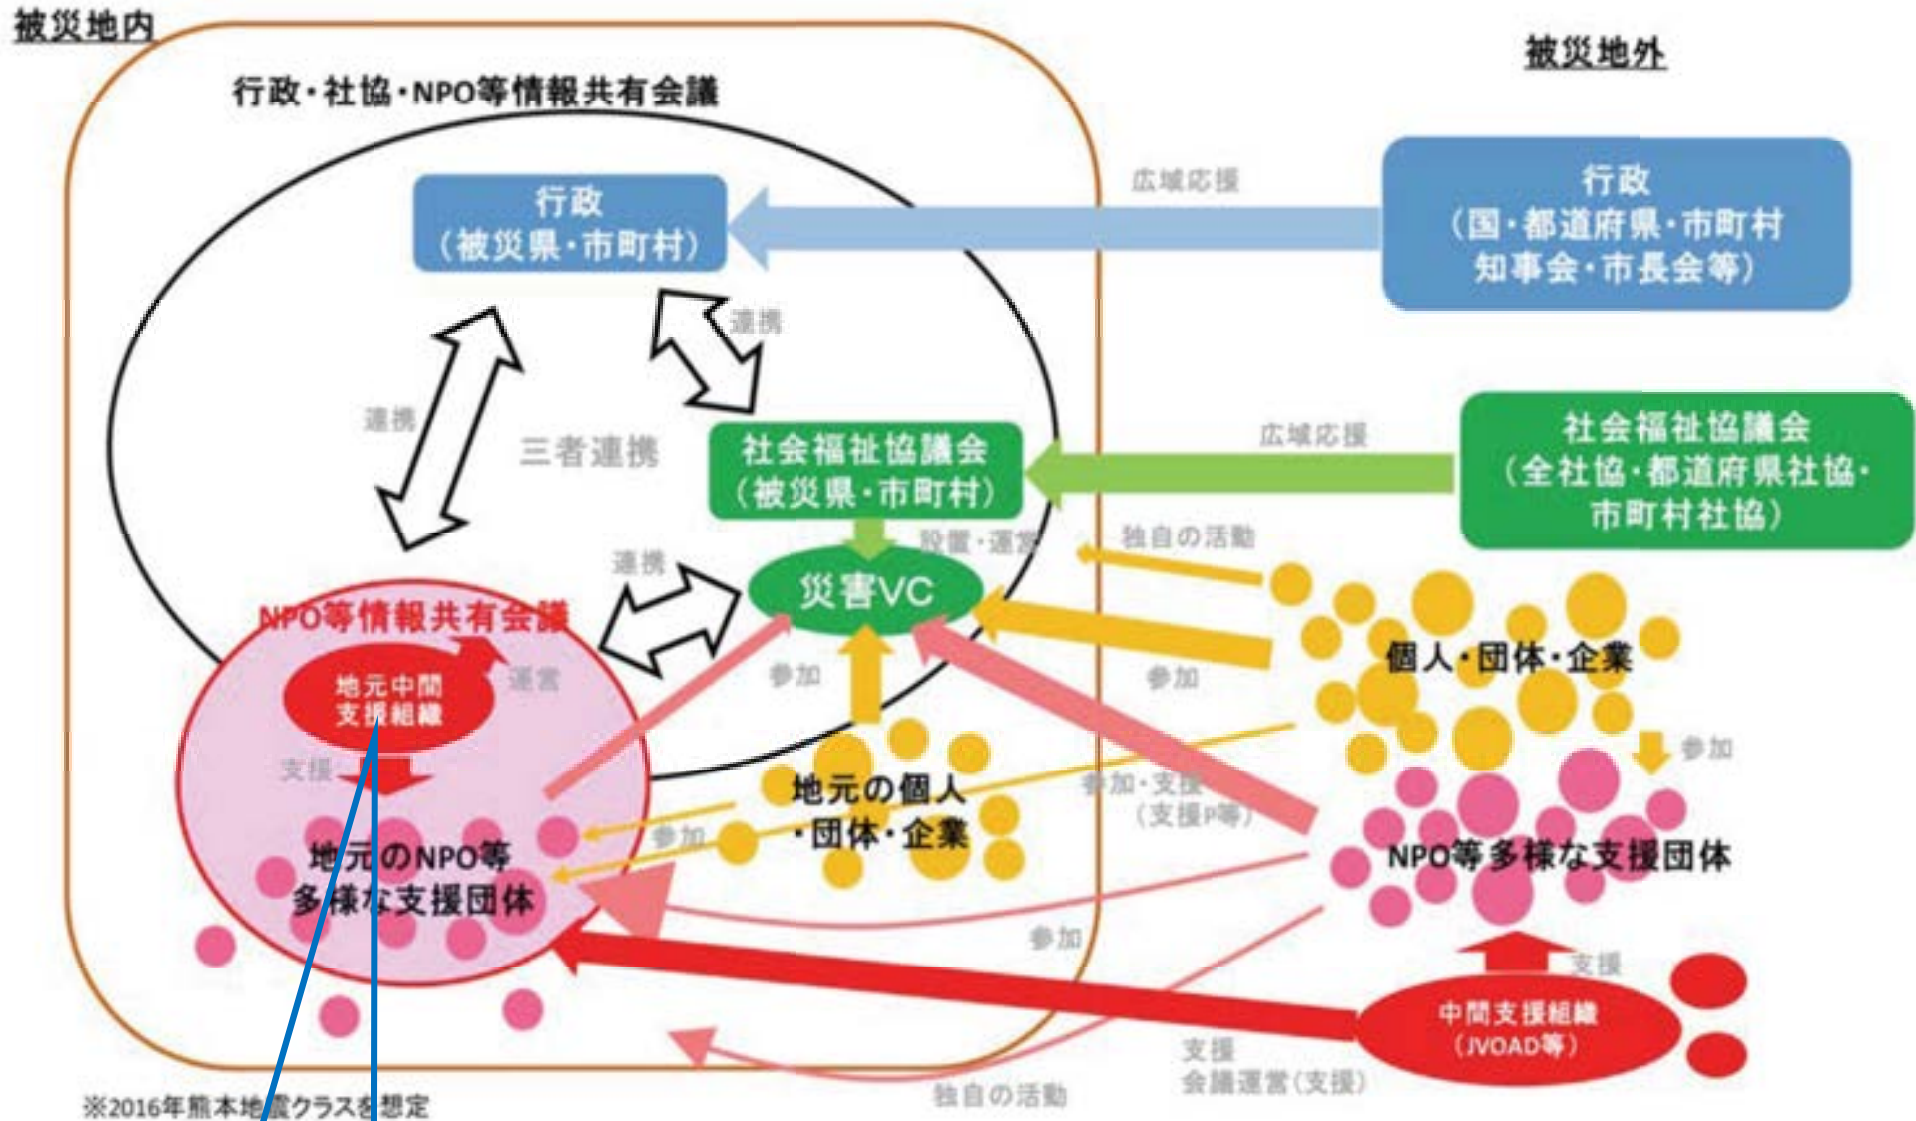 被災地内
被災地外
行政・社協・NPO等情報共有会議
行政
（被災県・市町村）
広域応援
行政
（国・都道府県・市町村
知事会・市長会等）
連携
連携
三者連携
社会福祉協議会
（被災県・市町村）
広域応援
社会福祉協議会
（全社協・都道府県社協・
市町村社協）
設置・運営
独自の活動
連携
災害VC
NPO等情報共有会議
運営
地元中間
支援組織
参加
参加
個人・団体・企業
参加
支援
地元の個人
・団体・企業
参加・支援
（支援P等）
参加
地元のNPO等
多様な支援団体
NPO等多様な支援団体
参加
支援
中間支援組織
（JVOAD等）
支援
会議運営（支援）
独自の活動
※2016年熊本地震クラスを想定